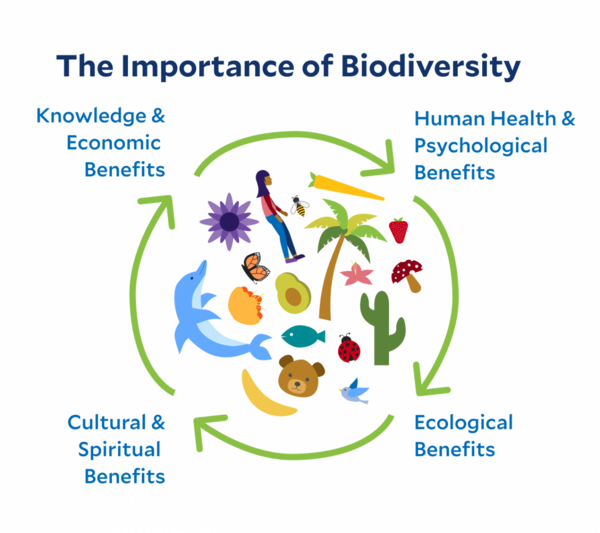 The Importance of Biodiversity
Knowledge &
Economic
Benefits
Human Health &
Psychological
Benefits
Cultural &
Spiritual
Benefits
Ecological
Benefits